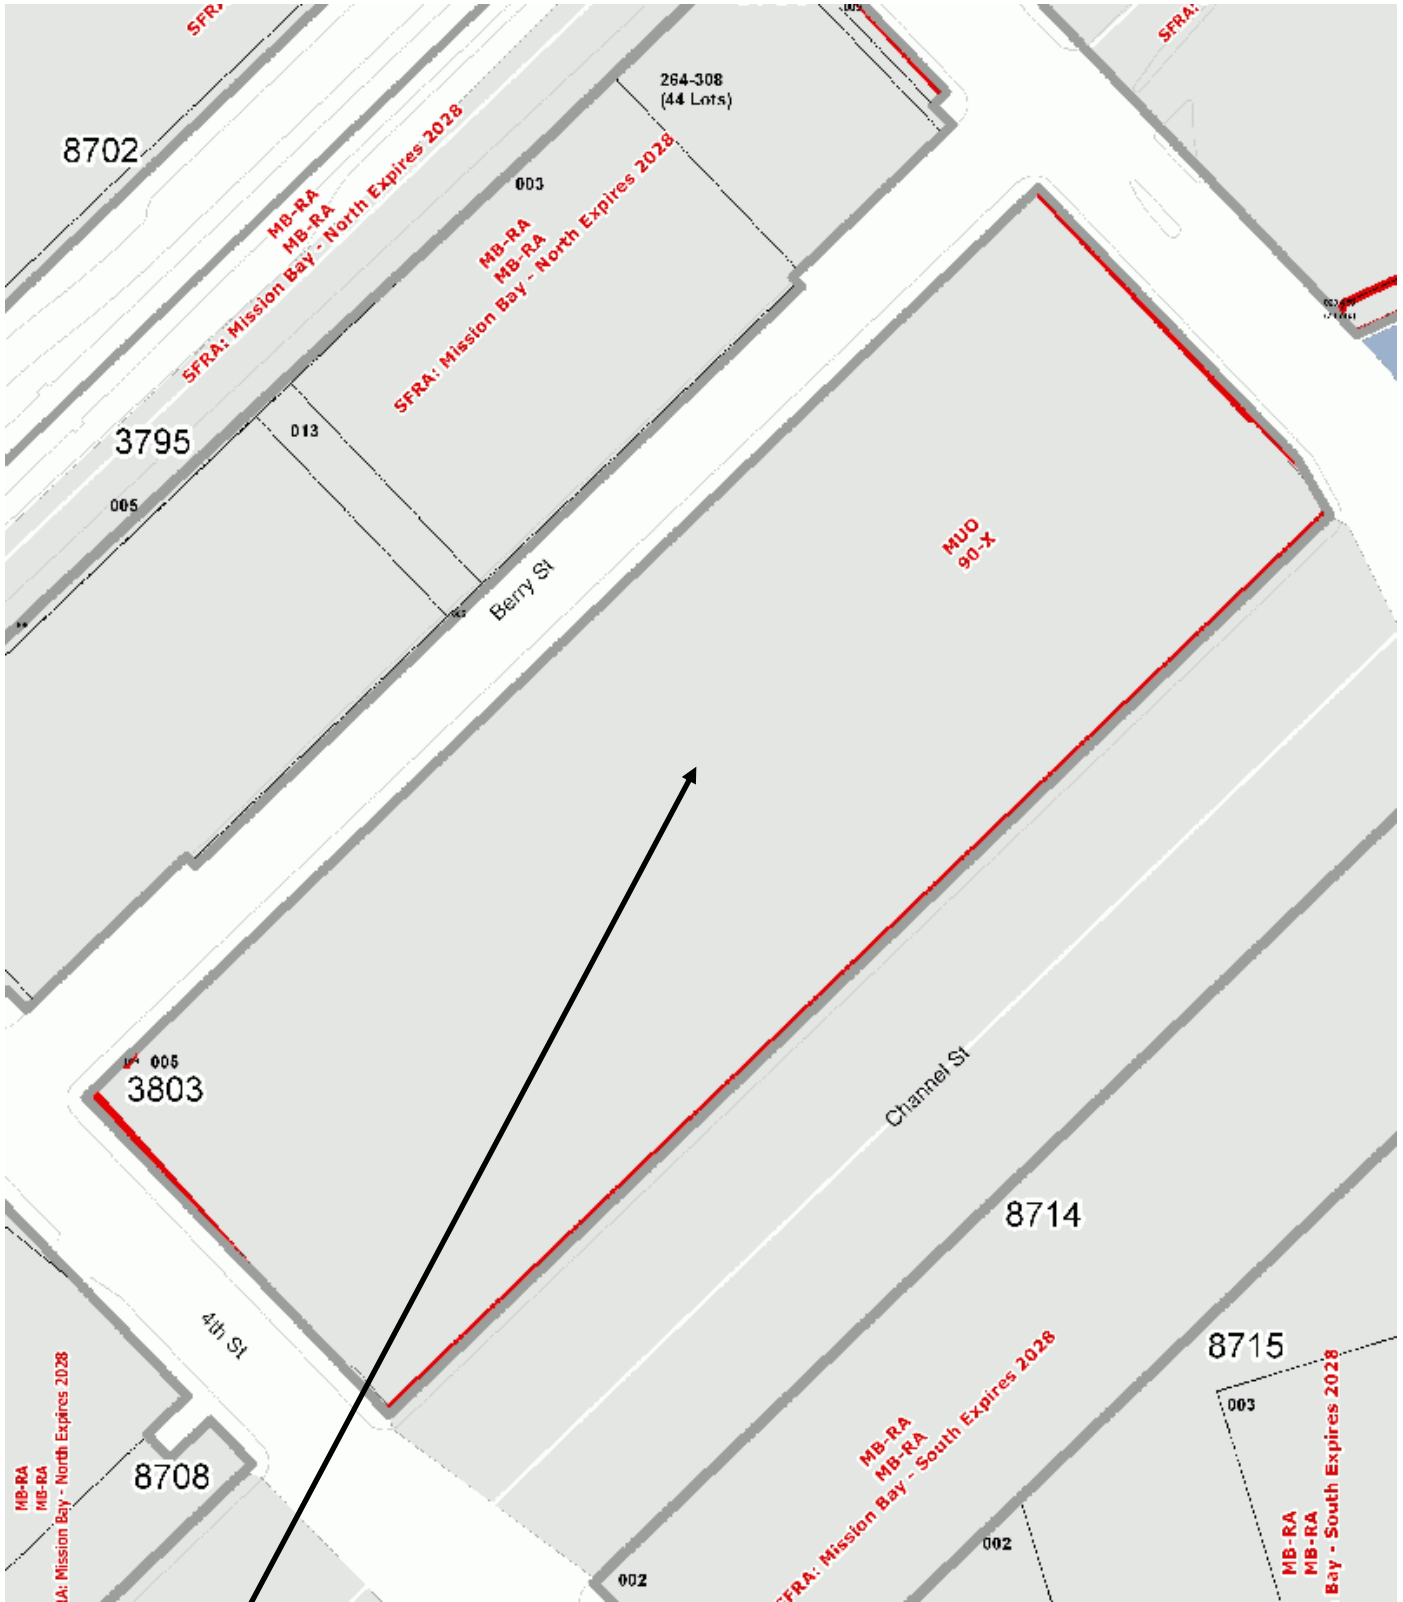 SFRA:
264-308
(44 Lots)
8702
003
MB-RA
MB-RA
SFRA: Mission Bay - North Expires 2028
MB-RA
MB-RA
SFRA: Mission Bay - North Expires 2028
3795
013
005
MUO
90-X
Berry St
005
3803
Channel St
8714
4th St
8715
003
MB-RA
MB-RA
Mission Bay - North Expires 2028
8708
MB-RA
MB-RA
SFRA: Mission Bay - South Expires 2028
002
002
MB-RA
MB-RA
Bay - South Expires 2028